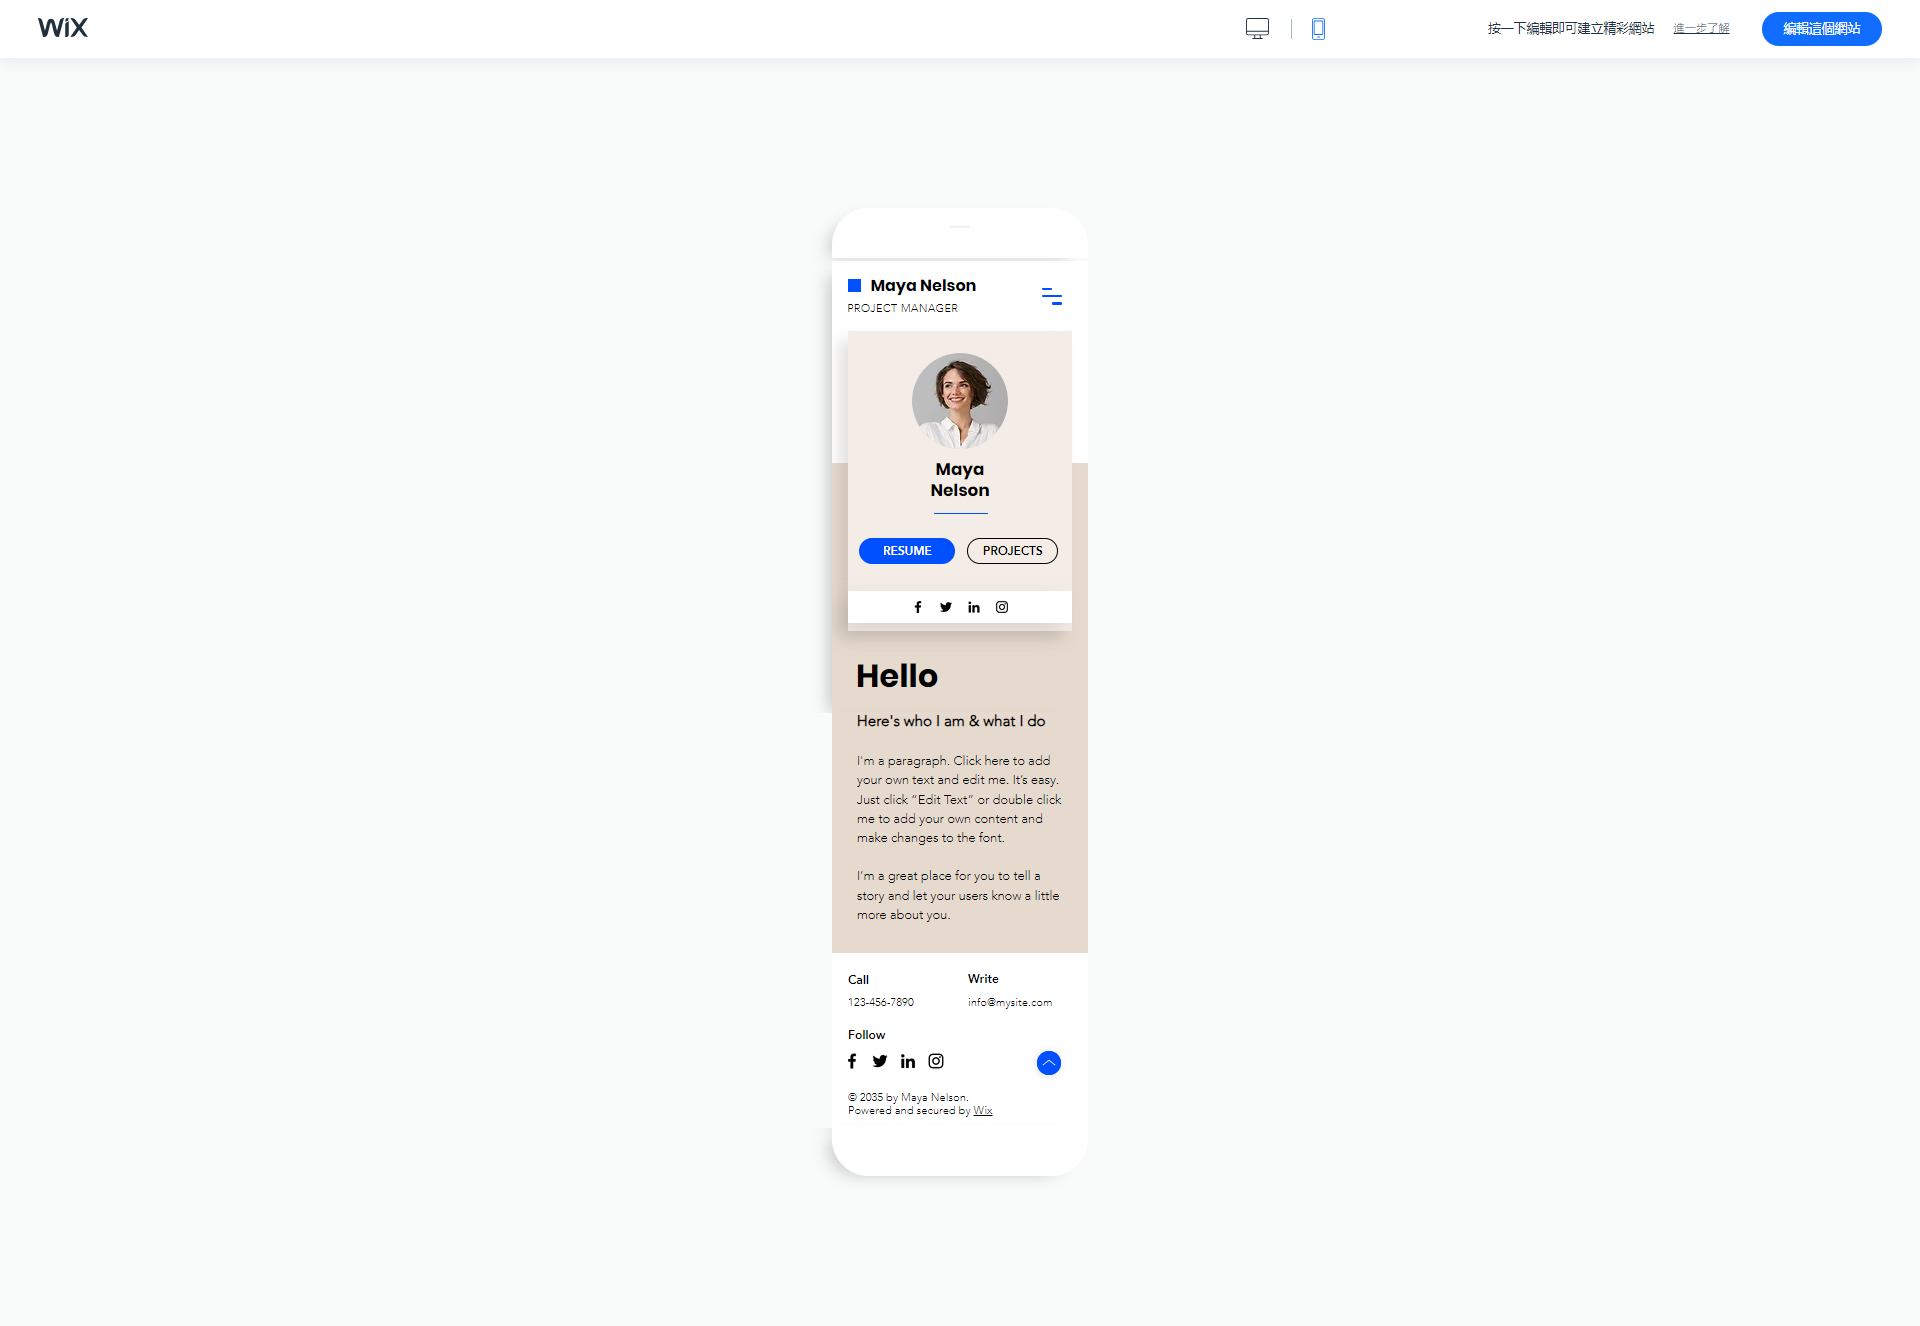 WiX
按一下編輯即可建立精彩網站
進一步了解
編輯這個網站
Maya Nelson
PROJECT MANAGER
Maya
Nelson
RESUME
PROJECTS
Hello
Here's who I am & what I do
I'm a paragraph. Click here to add
your own text and edit me. It’s easy.
Just click “Edit Text” or double click
me to add your own content and
make changes to the font.
I’m a great place for you to tell a
story and let your users know a little
more about you.
Call
Write
123-456-7890
info@mysite.com
Follow
© 2035 by Maya Nelson.
Powered and secured by Wix